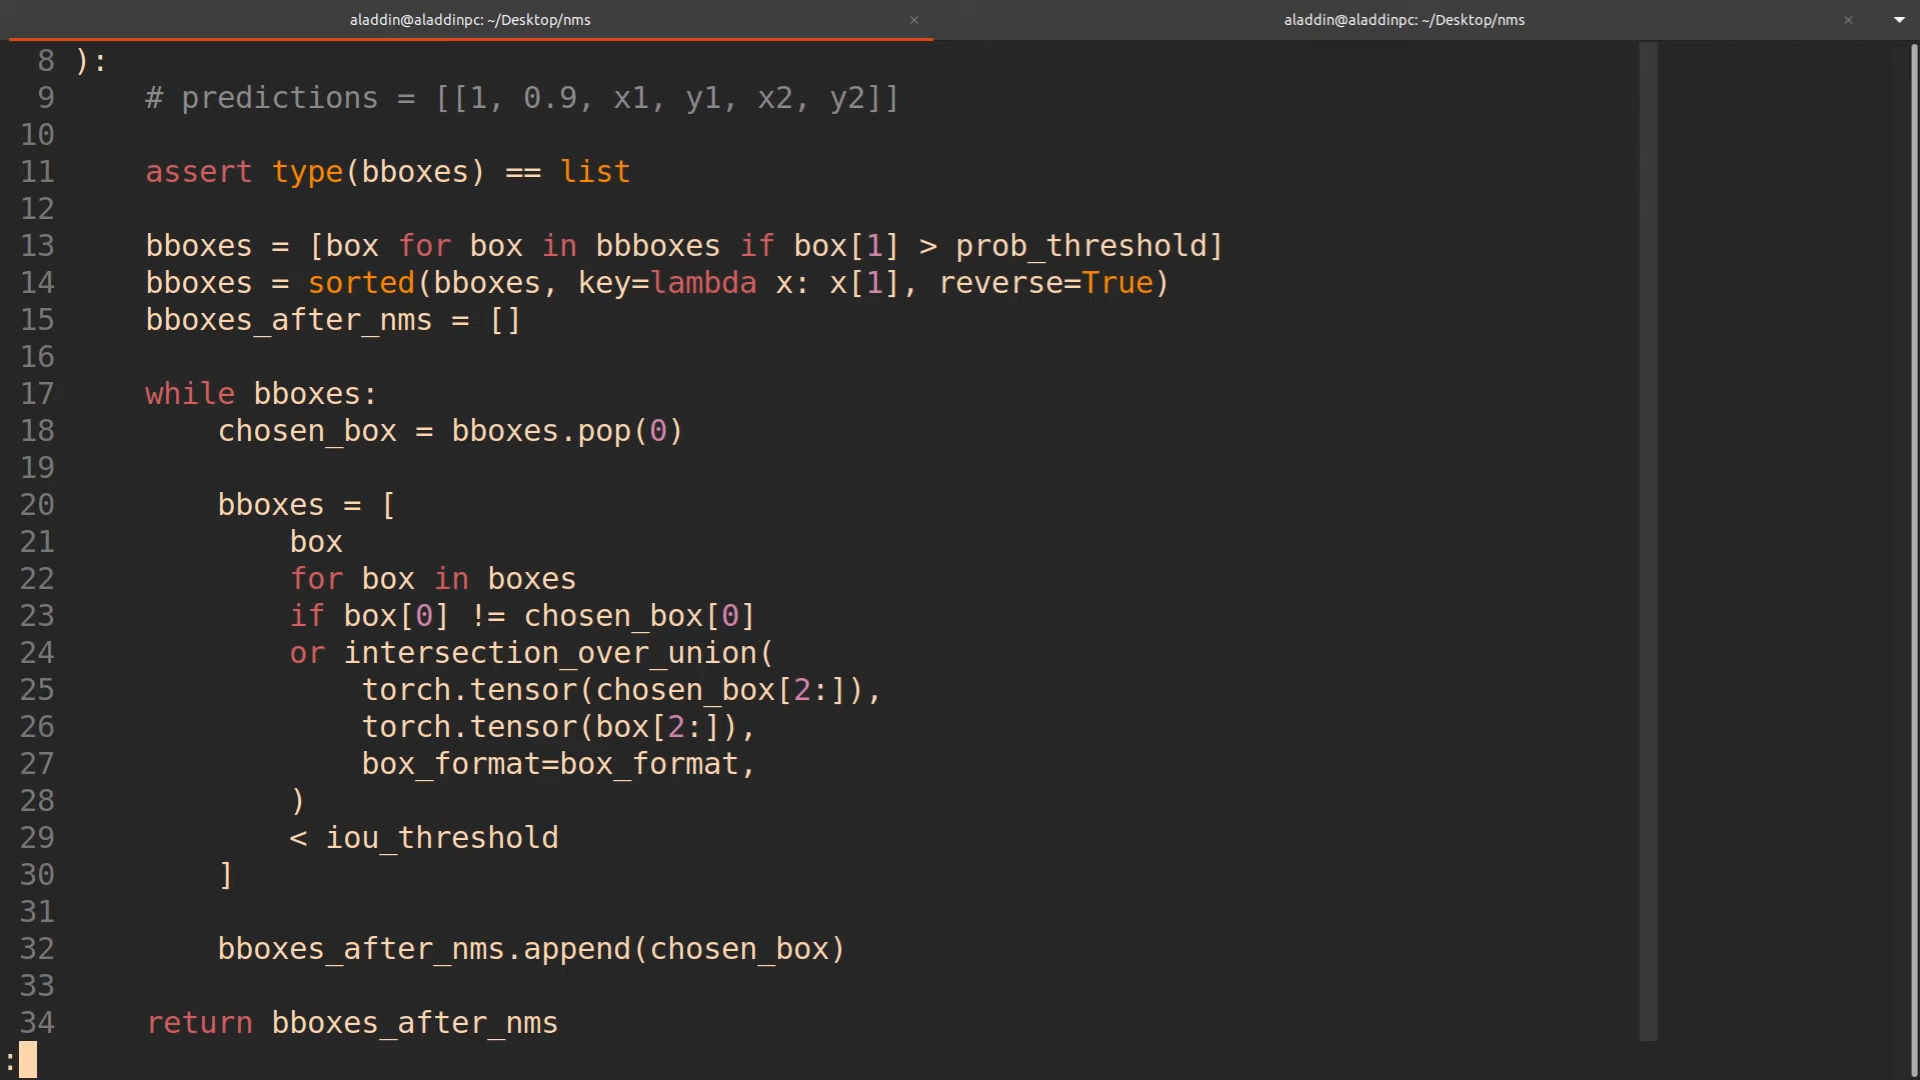 aladdin@aladdinpc: ~/Desktop/nms × aladdin@aladdinpc: ~/Desktop/nms ×
8 ):
9     # predictions = [[1, 0.9, x1, y1, x2, y2]]
10
11     assert type(bboxes) == list
12
13     bboxes = [box for box in bbboxes if box[1] > prob_threshold]
14     bboxes = sorted(bboxes, key=lambda x: x[1], reverse=True)
15     bboxes_after_nms = []
16
17     while bboxes:
18         chosen_box = bboxes.pop(0)
19
20         bboxes = [
21             box
22             for box in boxes
23             if box[0] != chosen_box[0]
24             or intersection_over_union(
25                 torch.tensor(chosen_box[2:]),
26                 torch.tensor(box[2:]),
27                 box_format=box_format,
28             )
29             < iou_threshold
30         ]
31
32         bboxes_after_nms.append(chosen_box)
33
34     return bboxes_after_nms
: